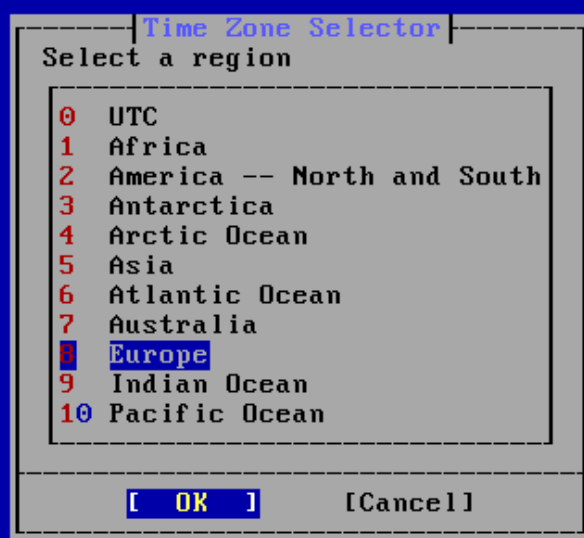 Time Zone Selector
Select a region
0 UTC
1 Africa
2 America -- North and South
3 Antarctica
4 Arctic Ocean
5 Asia
6 Atlantic Ocean
7 Australia
8 Europe
9 Indian Ocean
10 Pacific Ocean
[ OK ] [Cancel]